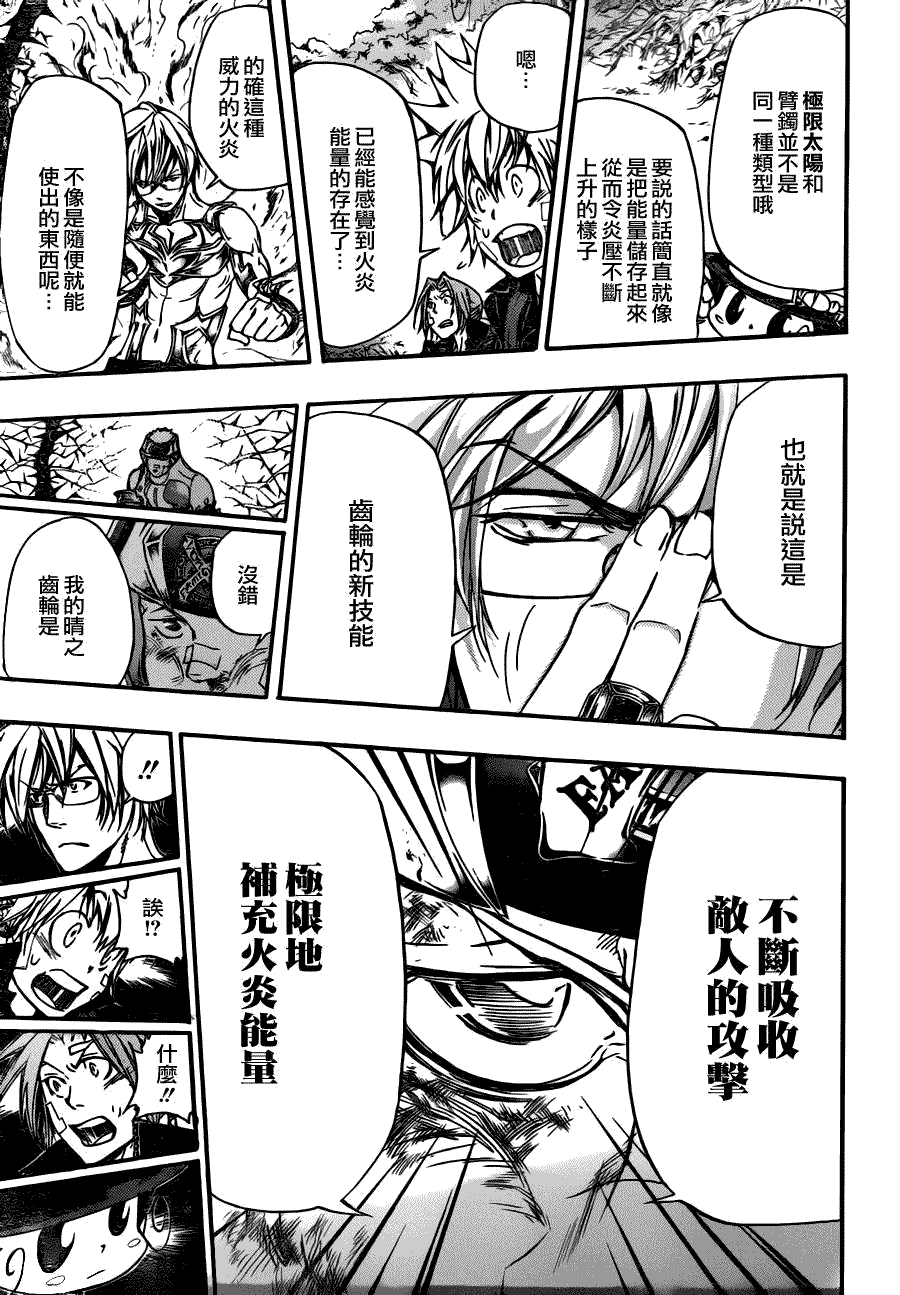 極限太陽和
臂鐲並不是
同一種類型哦
要説的話簡直就像
是把能量儲存起來
從而令炎壓不斷
上升的樣子
嗯…
已經能感覺到火炎
能量的存在了…
的確這種
威力的火炎
不像是隨便就能
使出的東西呢…
也就是説這是
齒輪的新技能
沒錯
我的晴之
齒輪是
不斷吸收
敵人的攻擊
極限地
補充火炎能量
!!
誒!?
什麼!!